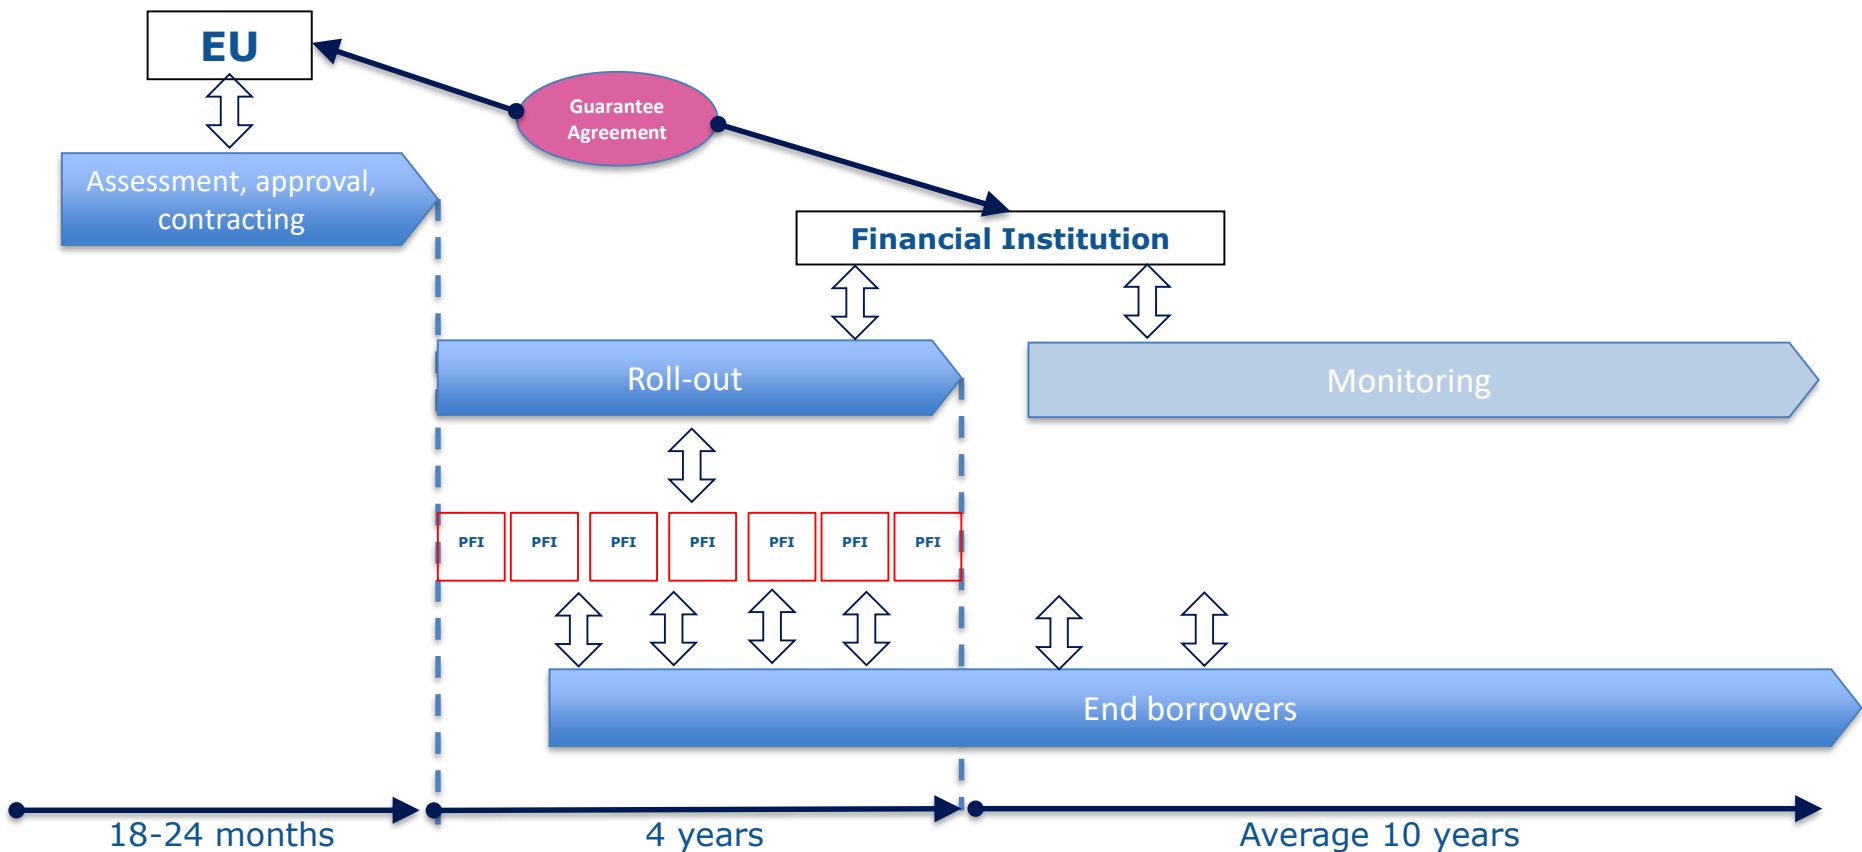 EU
Guarantee
Agreement
Assessment, approval,
contracting
Financial Institution
Roll-out
Monitoring
PFI PFI PFI PFI PFI PFI PFI
End borrowers
18-24 months 4 years Average 10 years